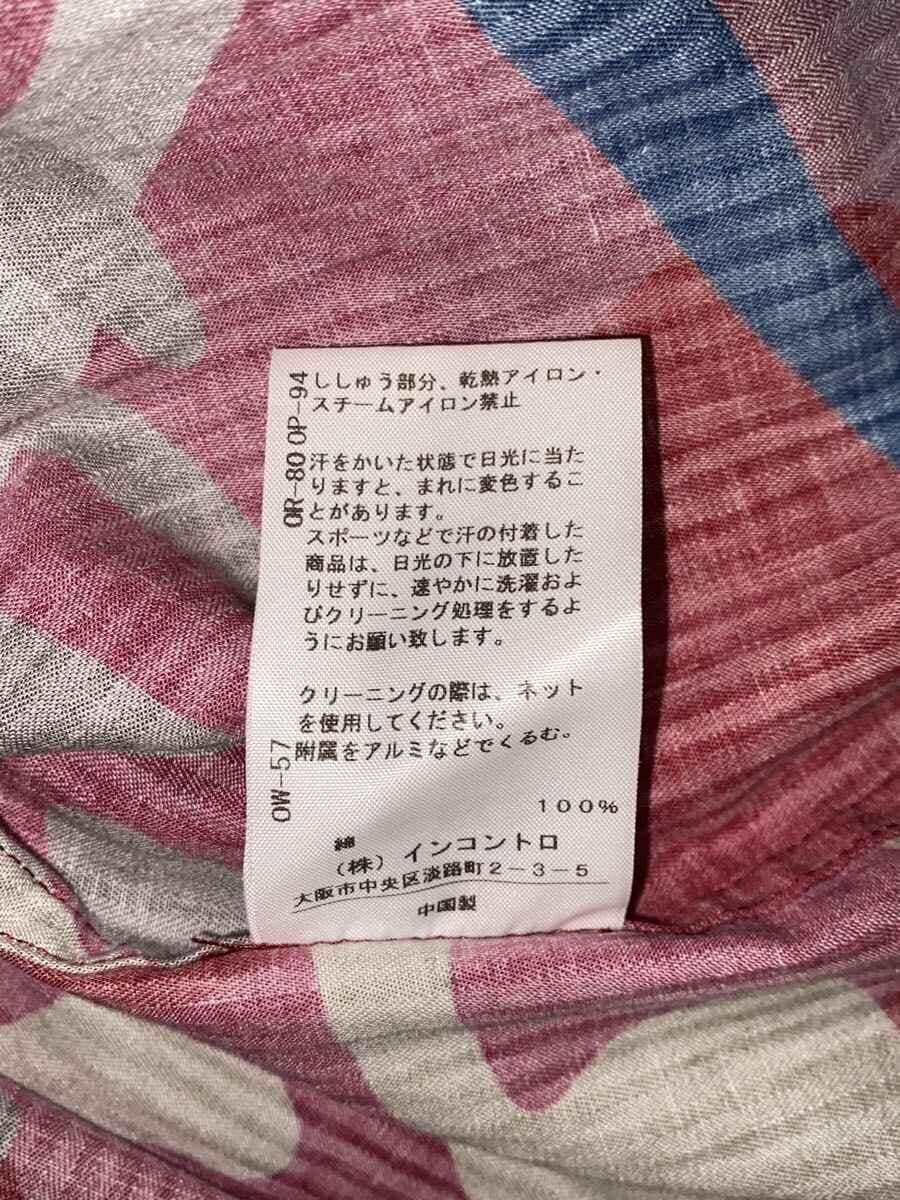 ししゅう部分、乾熱アイロン・
スチームアイロン禁止
汗をかいた状態で日光に当た
りますと、まれに変色するこ
とがあります。
スポーツなどで汗の付着した
商品は、日光の下に放置した
りせずに、速やかに洗濯およ
びクリーニング処理をするよ
うにお願い致します。
クリーニングの際は、ネット
を使用してください。
附属をアルミなどでくるむ。
100%
綿
(株) インコントロ
大阪市中央区淡路町2-3-5
中国製
OW-57 OR-80 OP-94